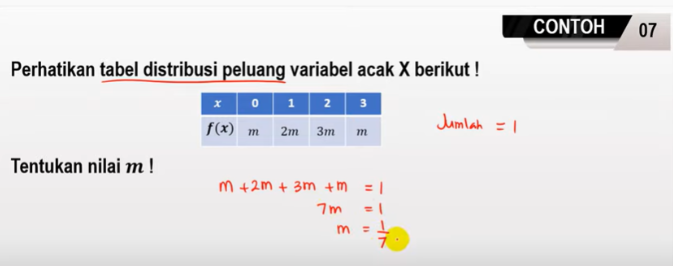 CONTOH 07
Perhatikan tabel distribusi peluang variabel acak X berikut !
x 0 1 2 3
f(x) m 2m 3m m
Jumlah = 1
Tentukan nilai m !
m + 2m + 3m + m = 1
7m = 1
m = 1/7